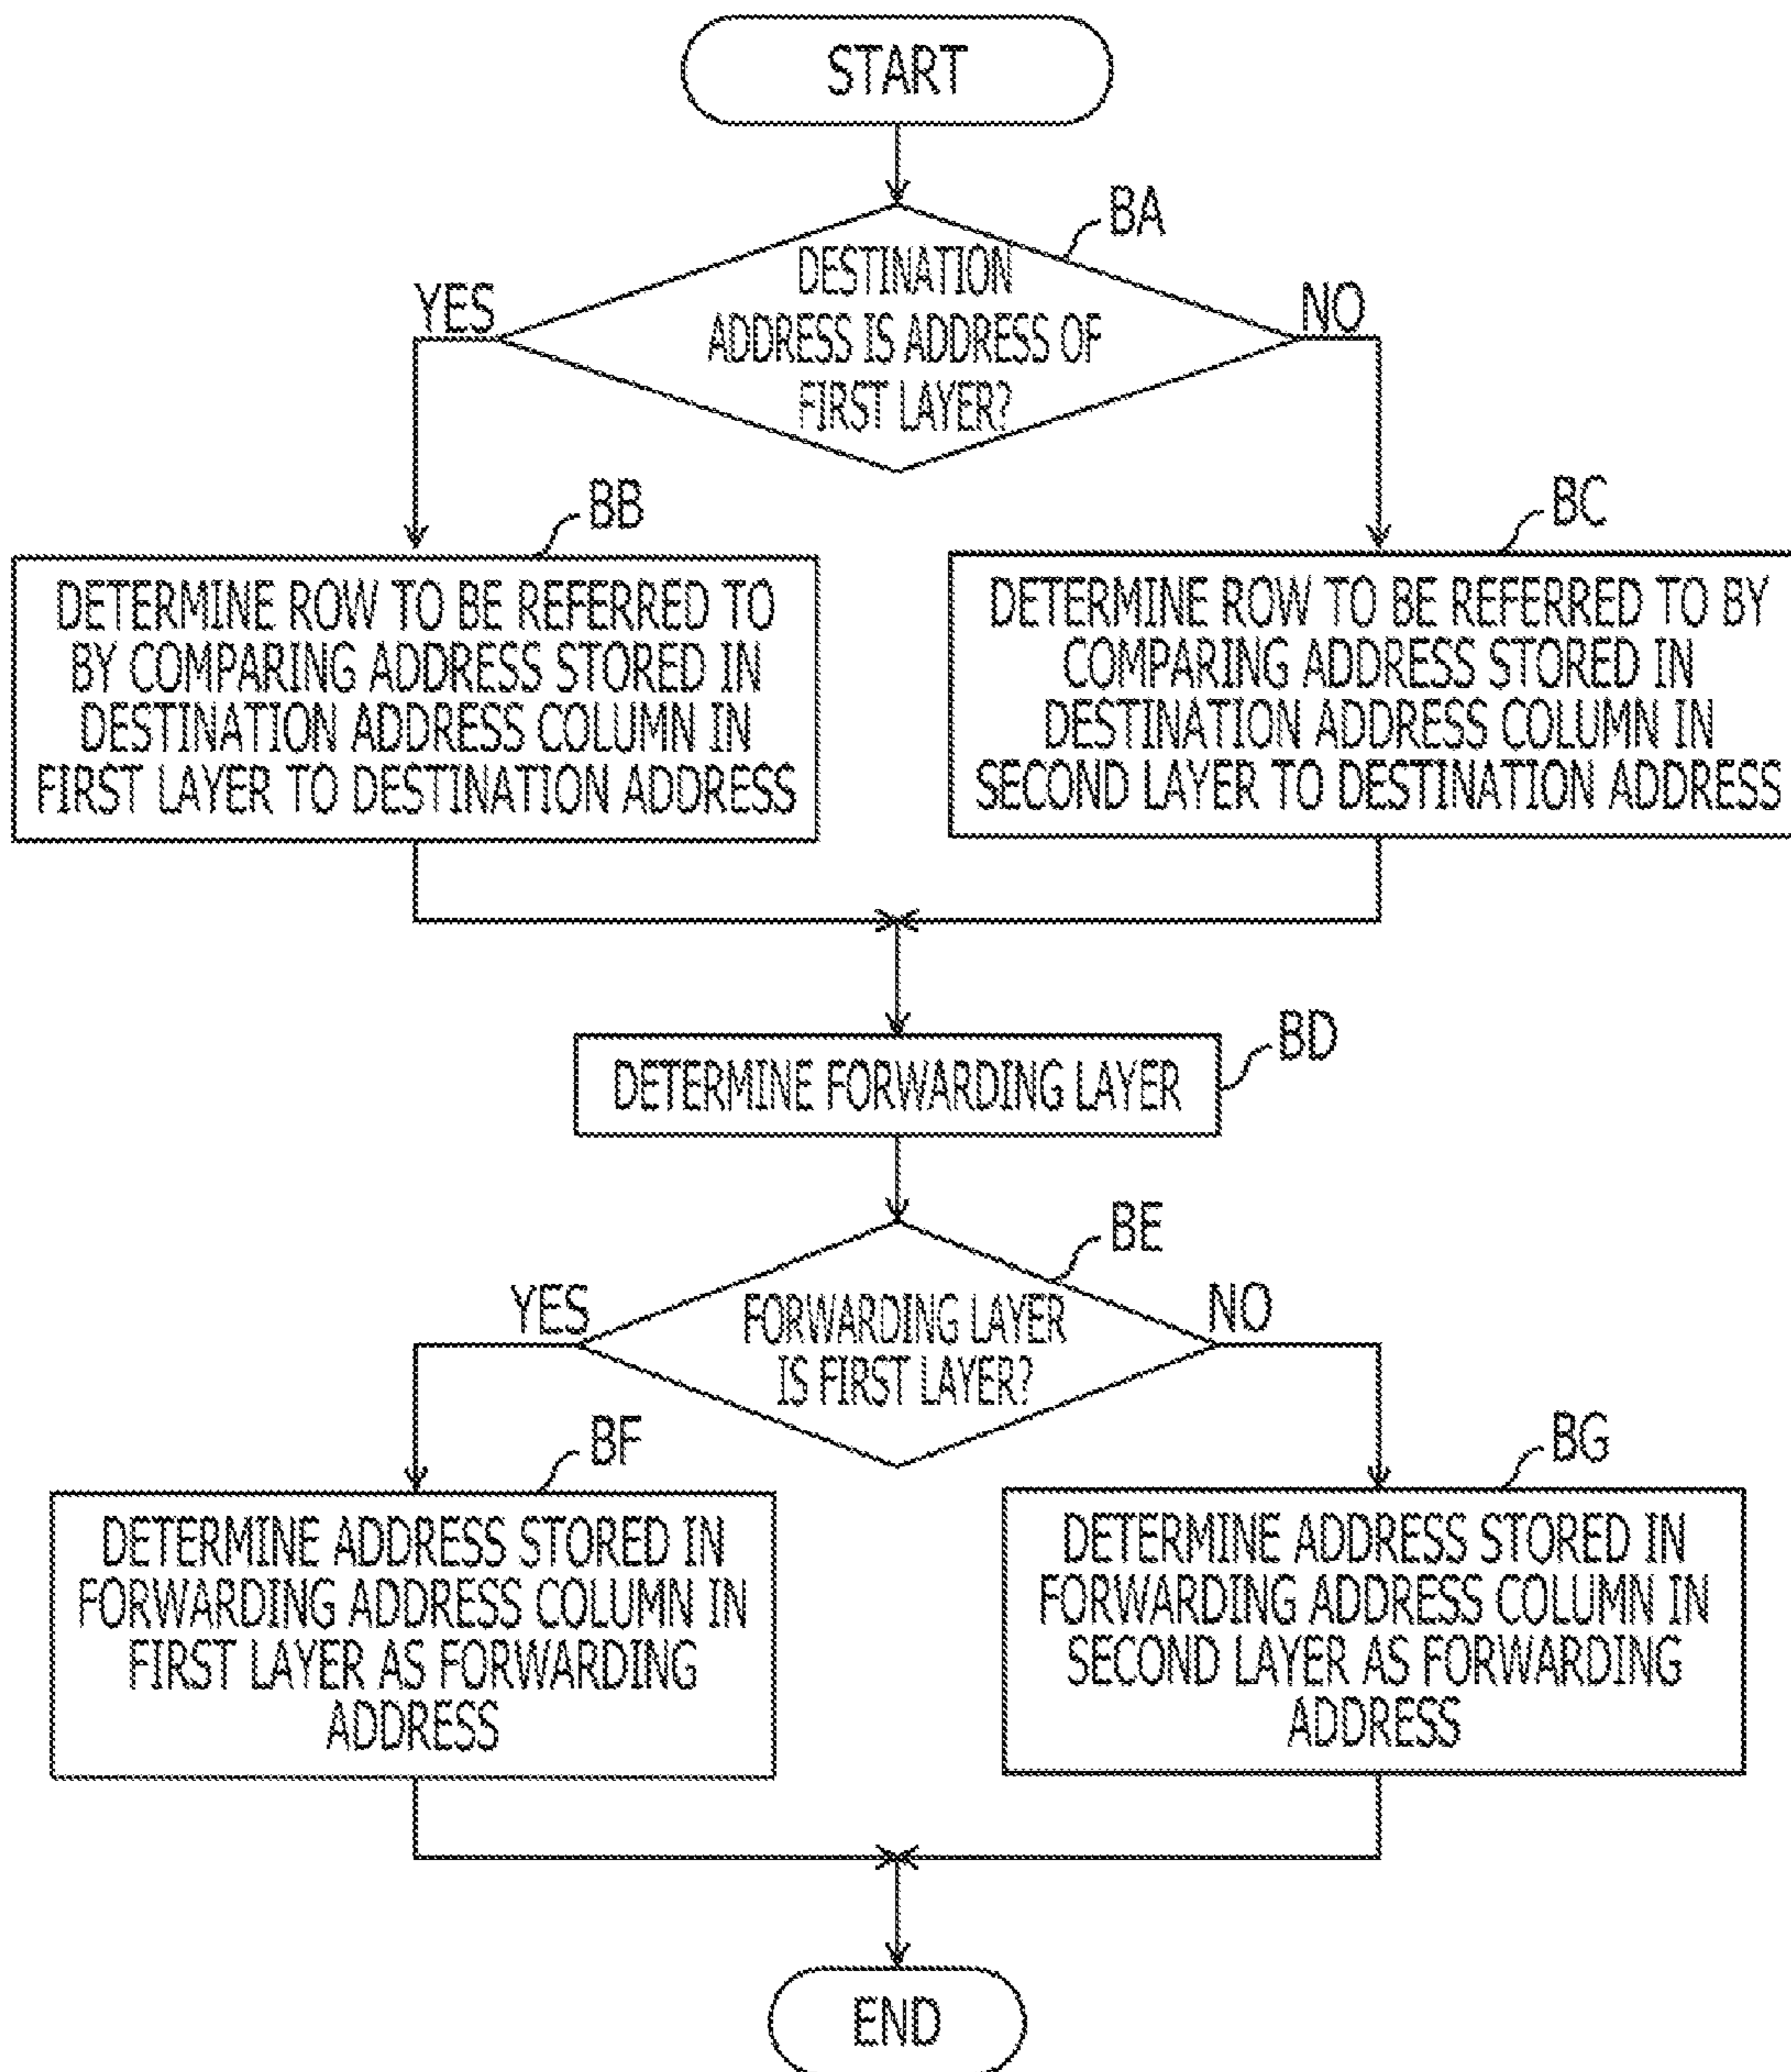 START
BA
DESTINATION
ADDRESS IS ADDRESS OF
FIRST LAYER?
YES
NO
BB
DETERMINE ROW TO BE REFERRED TO
BY COMPARING ADDRESS STORED IN
DESTINATION ADDRESS COLUMN IN
FIRST LAYER TO DESTINATION ADDRESS
BC
DETERMINE ROW TO BE REFERRED TO BY
COMPARING ADDRESS STORED IN
DESTINATION ADDRESS COLUMN IN
SECOND LAYER TO DESTINATION ADDRESS
BD
DETERMINE FORWARDING LAYER
BE
FORWARDING LAYER
IS FIRST LAYER?
YES
NO
BF
DETERMINE ADDRESS STORED IN
FORWARDING ADDRESS COLUMN IN
FIRST LAYER AS FORWARDING
ADDRESS
BG
DETERMINE ADDRESS STORED IN
FORWARDING ADDRESS COLUMN IN
SECOND LAYER AS FORWARDING
ADDRESS
END